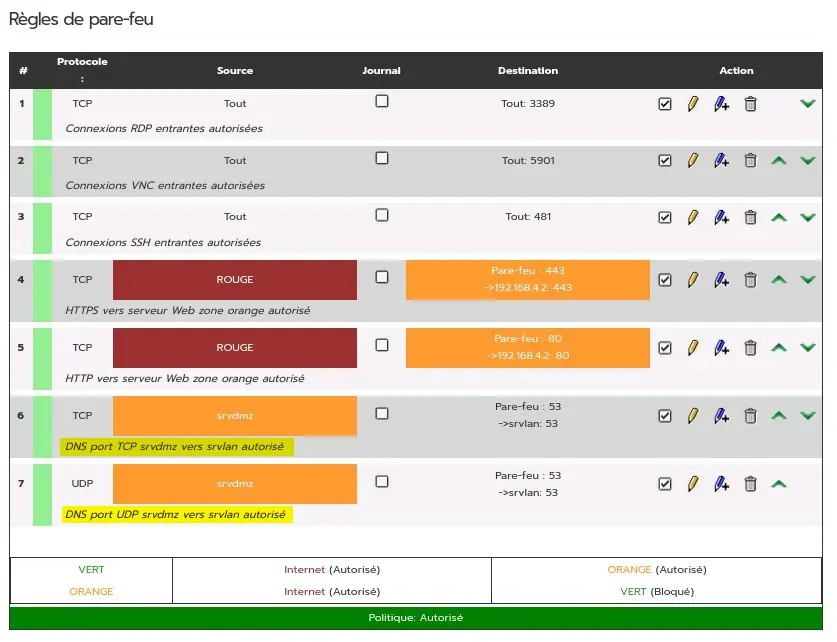 Règles de pare-feu
# Protocole : Source Journal Destination Action
1 TCP Tout Tout: 3389
Connexions RDP entrantes autorisées
2 TCP Tout Tout: 5901
Connexions VNC entrantes autorisées
3 TCP Tout Tout: 481
Connexions SSH entrantes autorisées
4 TCP ROUGE Pare-feu : 443
->192.168.4.2: 443
HTTPS vers serveur Web zone orange autorisé
5 TCP ROUGE Pare-feu : 80
->192.168.4.2: 80
HTTP vers serveur Web zone orange autorisé
6 TCP srvdmz Pare-feu : 53
->srvlan: 53
DNS port TCP srvdmz vers srvlan autorisé
7 UDP srvdmz Pare-feu : 53
->srvlan: 53
DNS port UDP srvdmz vers srvlan autorisé
VERT Internet (Autorisé) ORANGE (Autorisé)
ORANGE Internet (Autorisé) VERT (Bloqué)
Politique: Autorisé